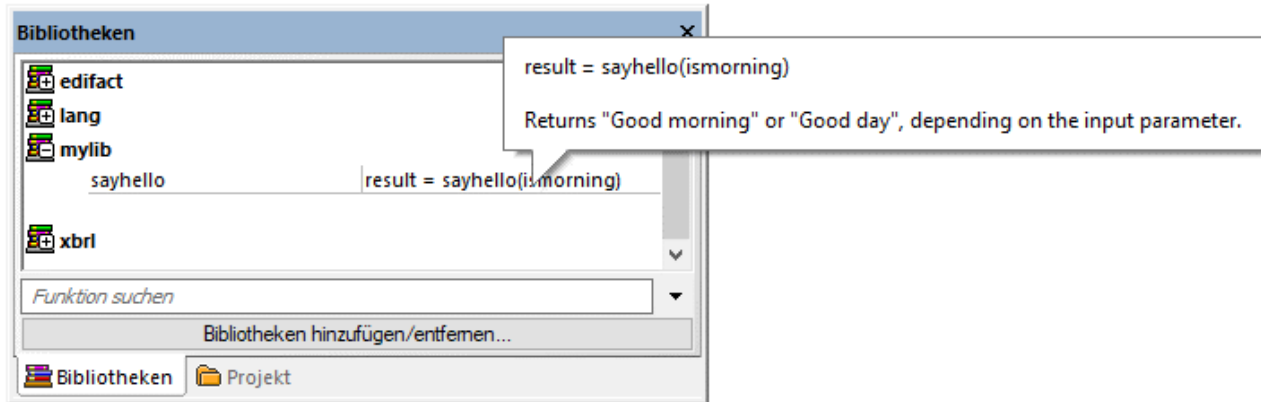 Bibliotheken
edifact
lang
mylib
sayhello result = sayhello(ismorning)
xbrl
Funktion suchen
Bibliotheken hinzufügen/entfernen...
Bibliotheken Projekt
result = sayhello(ismorning)
Returns "Good morning" or "Good day", depending on the input parameter.